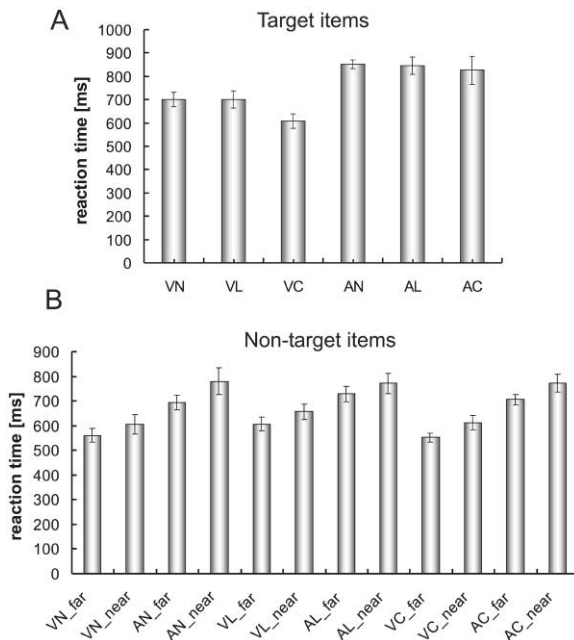 A
Target items
reaction time [ms]
1000
900
800
700
600
500
400
300
200
100
0
VN VL VC AN AL AC
B
Non-target items
reaction time [ms]
900
800
700
600
500
400
300
200
100
0
VN_far VN_near AN_far AN_near VL_far VL_near AL_far AL_near VC_far VC_near AC_far AC_near